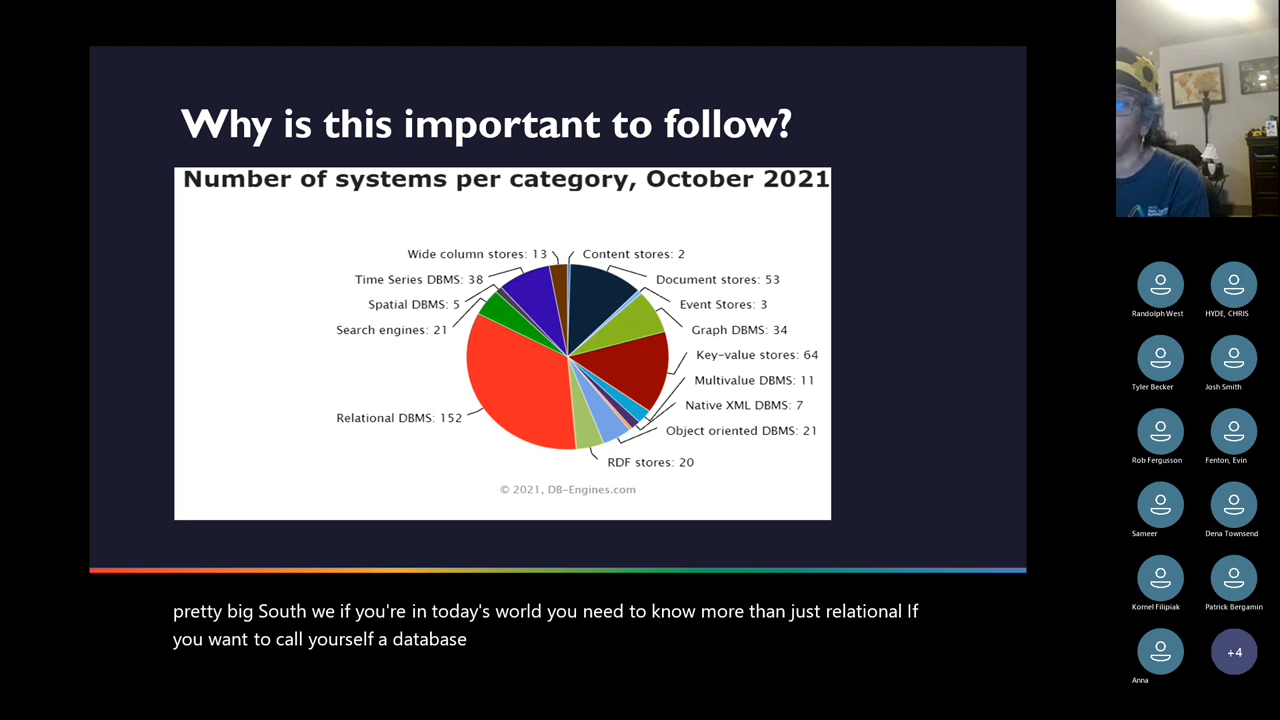 Why is this important to follow?
Number of systems per category, October 2021
Wide column stores: 13
Content stores: 2
Time Series DBMS: 38
Document stores: 53
Spatial DBMS: 5
Event Stores: 3
Search engines: 21
Graph DBMS: 34
Key-value stores: 64
Multivalue DBMS: 11
Native XML DBMS: 7
Relational DBMS: 152
Object oriented DBMS: 21
RDF stores: 20
© 2021, DB-Engines.com
pretty big South we if you're in today's world you need to know more than just relational If
you want to call yourself a database
Randolph West
HYDE, CHRIS
Tyler Becker
Josh Smith
Rob Fergusson
Fenton, Evin
Sameer
Dena Townsend
Kornel Filipiak
Patrick Bergamin
Anna
+4